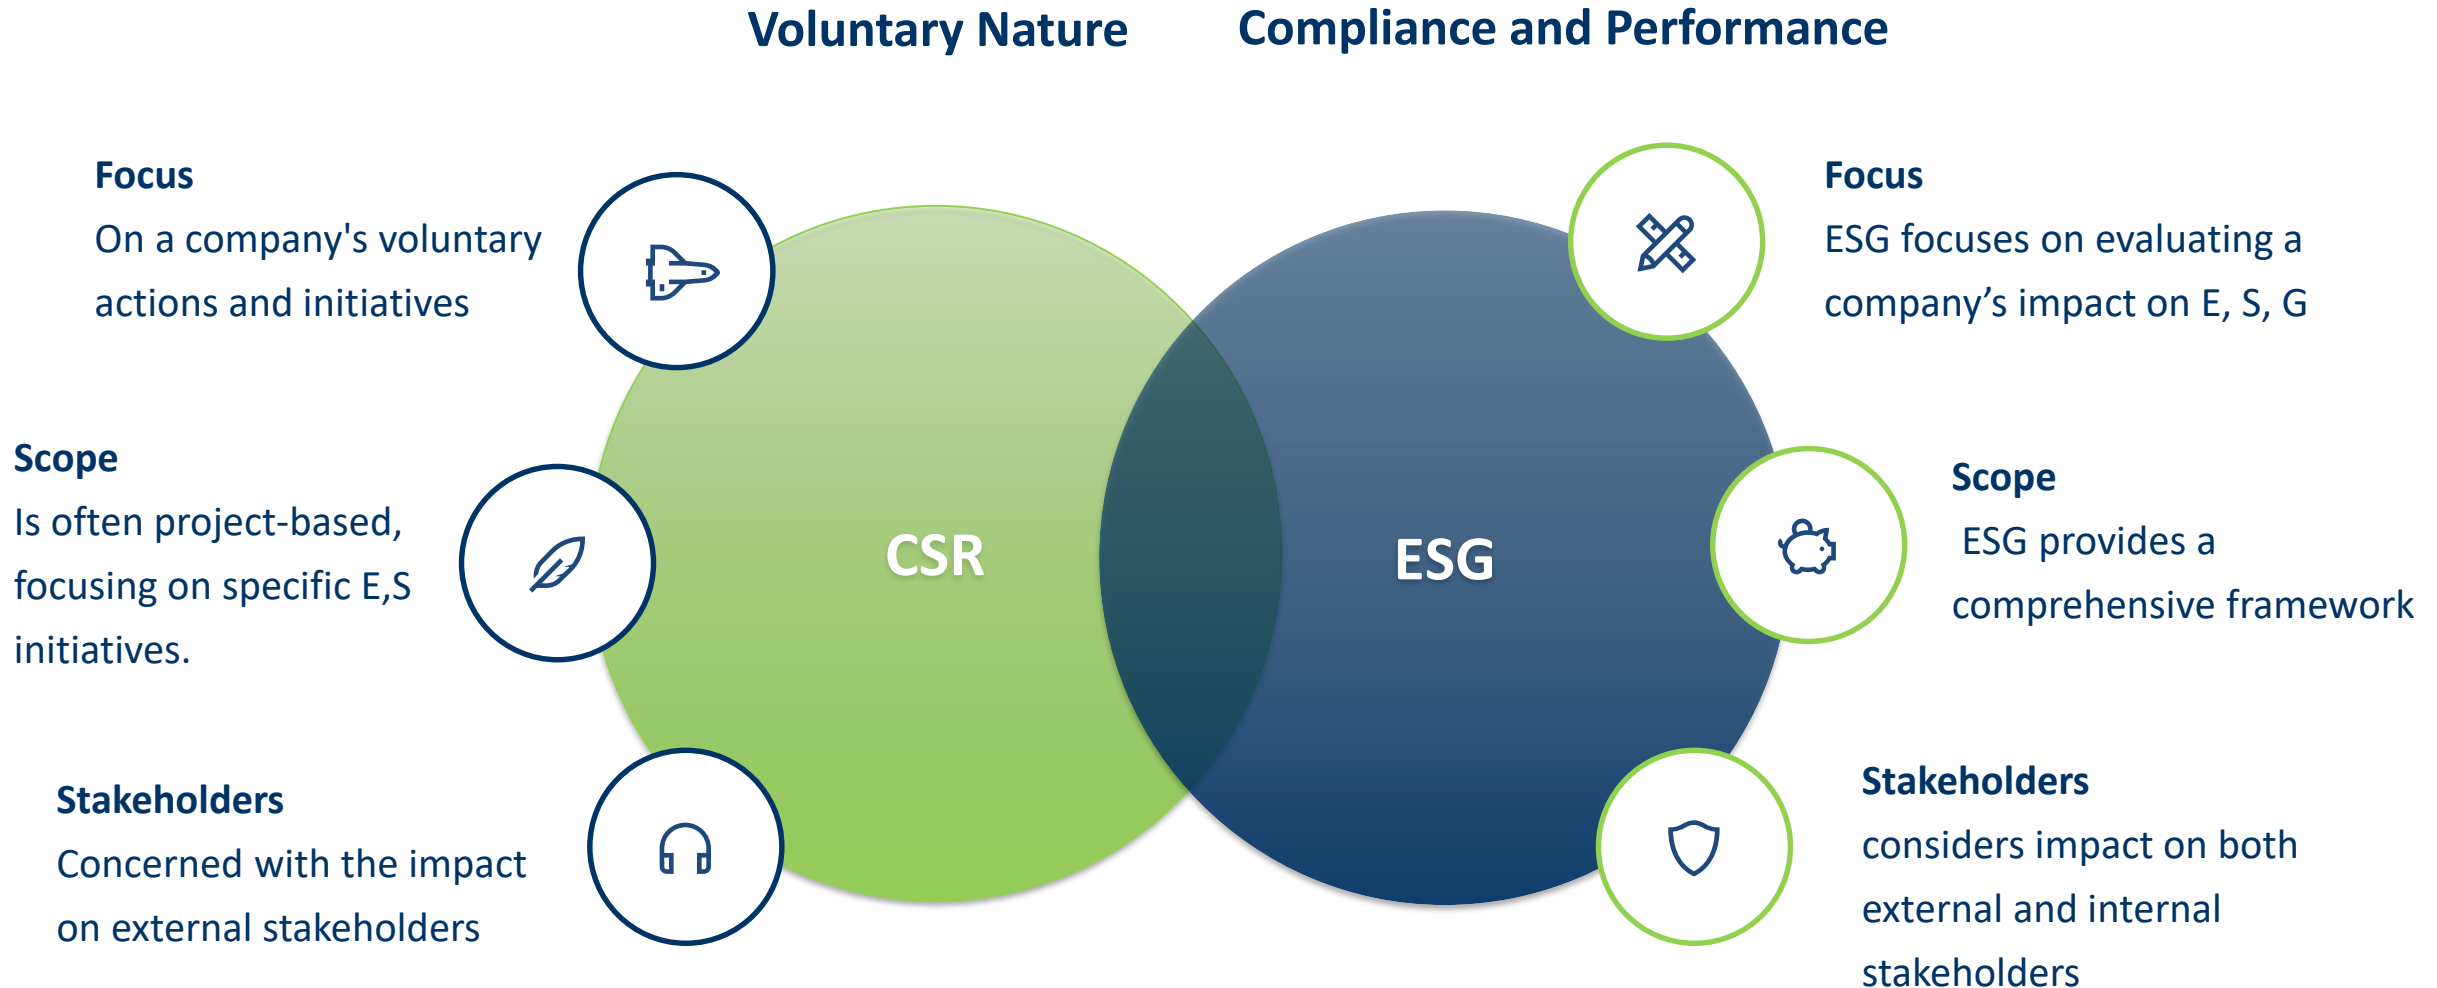 Voluntary Nature
Compliance and Performance
Focus
On a company's voluntary
actions and initiatives
Scope
Is often project-based,
focusing on specific E,S
initiatives.
Stakeholders
Concerned with the impact
on external stakeholders
CSR
ESG
Focus
ESG focuses on evaluating a
company’s impact on E, S, G
Scope
ESG provides a
comprehensive framework
Stakeholders
considers impact on both
external and internal
stakeholders